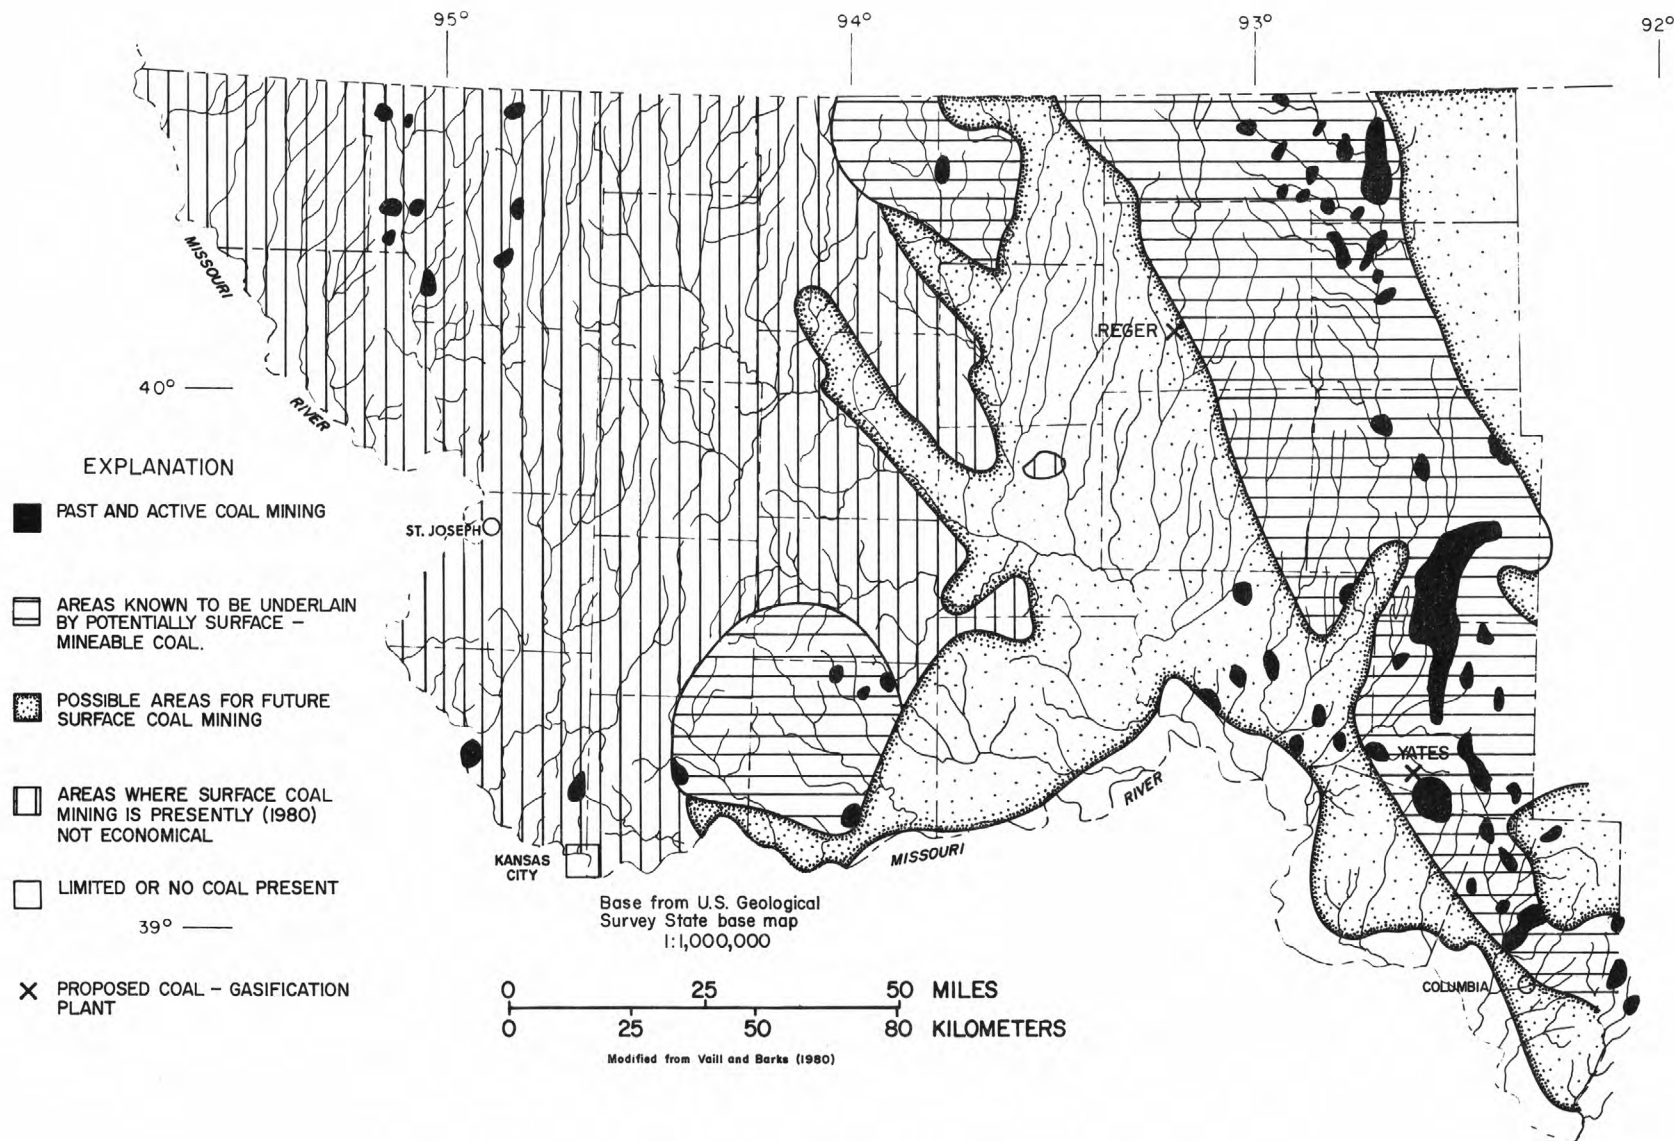 95° 94° 93° 92°
REGER
MISSOURI
RIVER
40°
EXPLANATION
PAST AND ACTIVE COAL MINING
ST. JOSEPH
AREAS KNOWN TO BE UNDERLAIN
BY POTENTIALLY SURFACE –
MINEABLE COAL.
POSSIBLE AREAS FOR FUTURE
SURFACE COAL MINING
YATES
RIVER
AREAS WHERE SURFACE COAL
MINING IS PRESENTLY (1980)
NOT ECONOMICAL
MISSOURI
KANSAS
CITY
LIMITED OR NO COAL PRESENT
39°
Base from U.S. Geological
Survey State base map
1:1,000,000
PROPOSED COAL – GASIFICATION
PLANT
COLUMBIA
0 25 50 MILES
0 25 50 80 KILOMETERS
Modified from Vaill and Barks (1980)